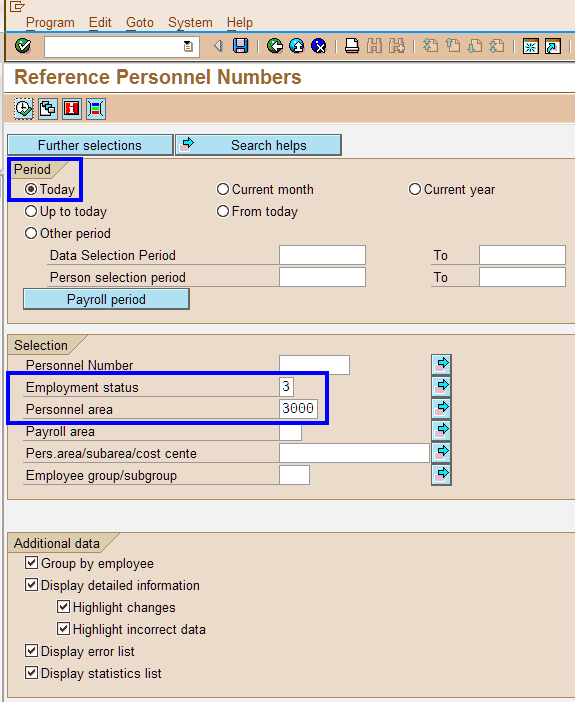 Program Edit Goto System Help
Reference Personnel Numbers
Further selections Search helps
Period
Today Current month Current year
Up to today From today
Other period
Data Selection Period To
Person selection period To
Payroll period
Selection
Personnel Number
Employment status 3
Personnel area 3000
Payroll area
Pers.area/subarea/cost cente
Employee group/subgroup
Additional data
Group by employee
Display detailed information
Highlight changes
Highlight incorrect data
Display error list
Display statistics list